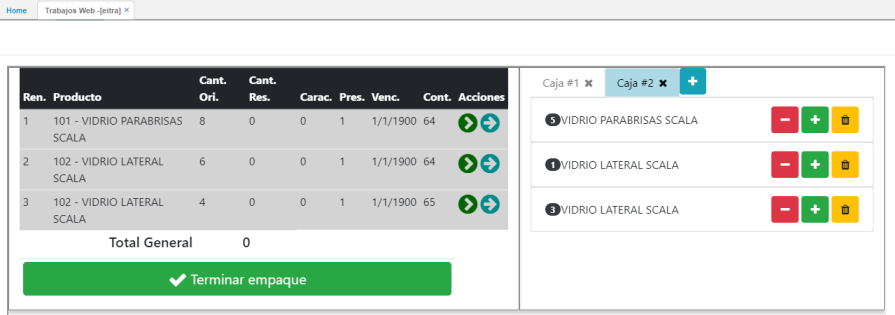 Home Trabajos Web -[eitra] ×
Cant. Cant.
Ren. Producto Ori. Res. Carac. Pres. Venc. Cont. Acciones
1 101 - VIDRIO PARABRISAS 8 0 0 1 1/1/1900 64
SCALA
2 102 - VIDRIO LATERAL 6 0 0 1 1/1/1900 64
SCALA
3 102 - VIDRIO LATERAL 4 0 0 1 1/1/1900 65
SCALA
Total General 0
Terminar empaque
Caja #1 × Caja #2 × +
5 VIDRIO PARABRISAS SCALA
1 VIDRIO LATERAL SCALA
3 VIDRIO LATERAL SCALA